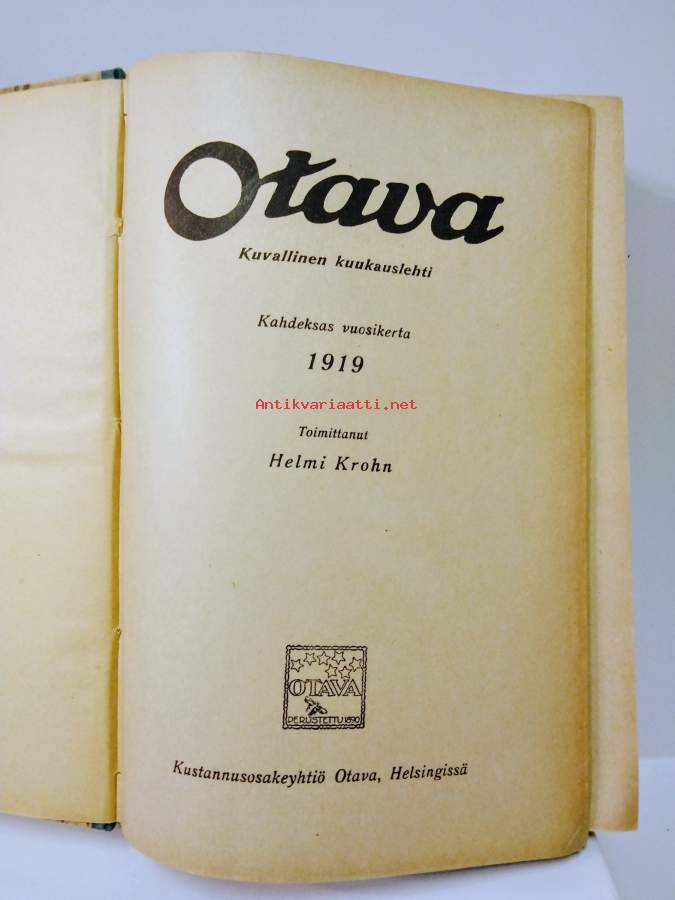 Otava
Kuvallinen kuukauslehti
Kahdeksas vuosikerta
1919
Antikvariaatti.net
Toimittanut
Helmi Krohn
OTAVA
PERUSTETTU 1890
Kustannusosakeyhtiö Otava, Helsingissä